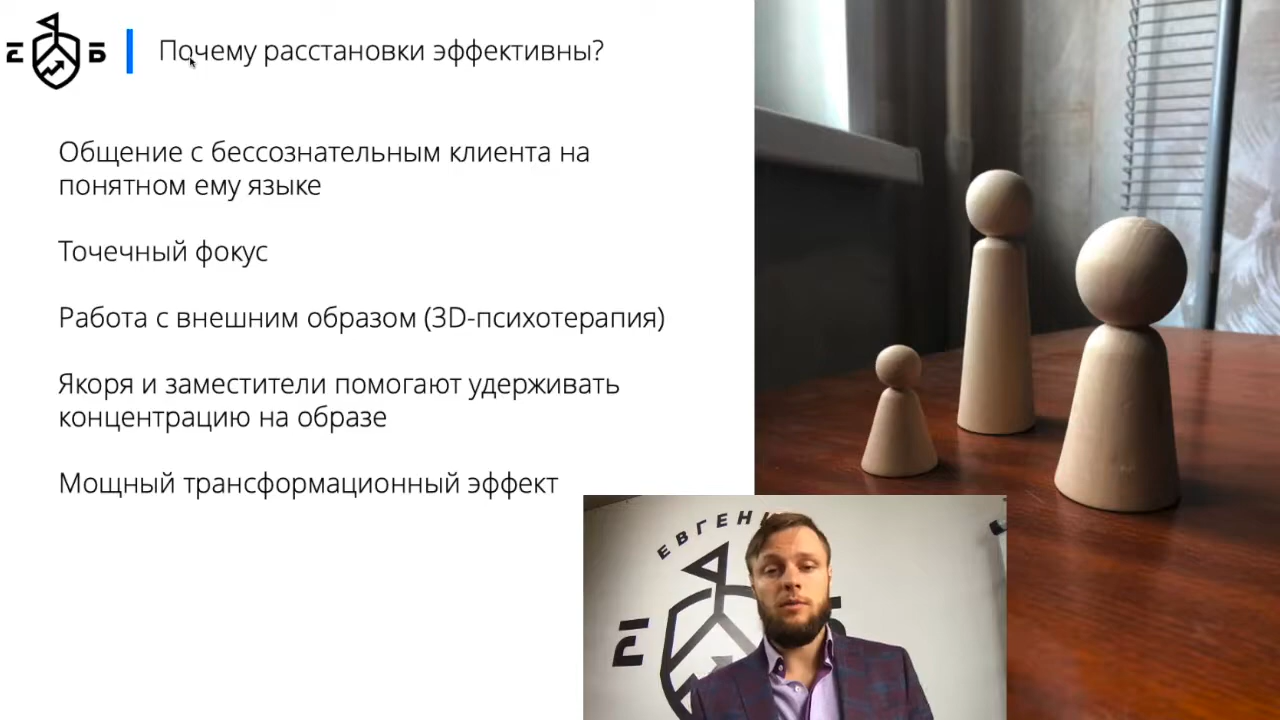 Е Б
Почему расстановки эффективны?
Общение с бессознательным клиента на
понятном ему языке
Точечный фокус
Работа с внешним образом (3D-психотерапия)
Якоря и заместители помогают удерживать
концентрацию на образе
Мощный трансформационный эффект
ЕВГЕНИ
Е Б